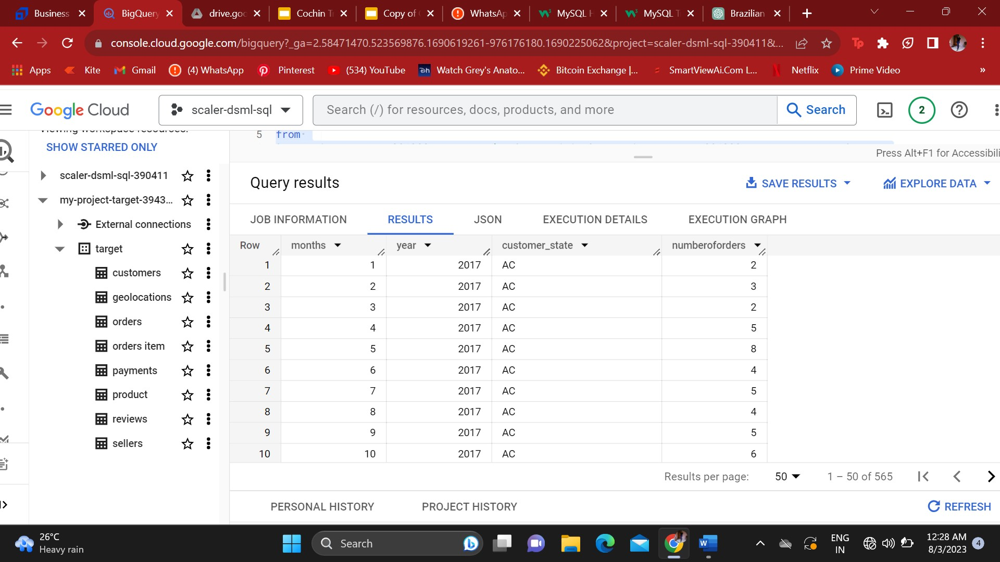 Business
BigQuery
drive.goo
Cochin T
Copy of
WhatsAp
MySQL
MySQL T
Brazilian
console.cloud.google.com/bigquery?_ga=2.58471470.523569876.1690619261-976176180.1690225062&project=scaler-dsml-sql-390411&...
Apps
Kite
Gmail
(4) WhatsApp
Pinterest
(534) YouTube
Watch Grey's Anato...
Bitcoin Exchange |...
SmartViewAi.Com L...
Netflix
Prime Video
»
Google Cloud
scaler-dsml-sql
Search (/) for resources, docs, products, and more
Search
2
Viewing workspace resources.
SHOW STARRED ONLY
scaler-dsml-sql-390411
my-project-target-3943...
External connections
target
customers
geolocations
orders
orders item
payments
product
reviews
sellers
5 from
Press Alt+F1 for Accessibili
Query results
SAVE RESULTS
EXPLORE DATA
JOB INFORMATION
RESULTS
JSON
EXECUTION DETAILS
EXECUTION GRAPH
Row months year customer_state numberoforders
1 1 2017 AC 2
2 2 2017 AC 3
3 3 2017 AC 2
4 4 2017 AC 5
5 5 2017 AC 8
6 6 2017 AC 4
7 7 2017 AC 5
8 8 2017 AC 4
9 9 2017 AC 5
10 10 2017 AC 6
Results per page: 50 1 – 50 of 565
PERSONAL HISTORY
PROJECT HISTORY
REFRESH
26°C
Heavy rain
Search
ENG
IN
12:28 AM
8/3/2023
4